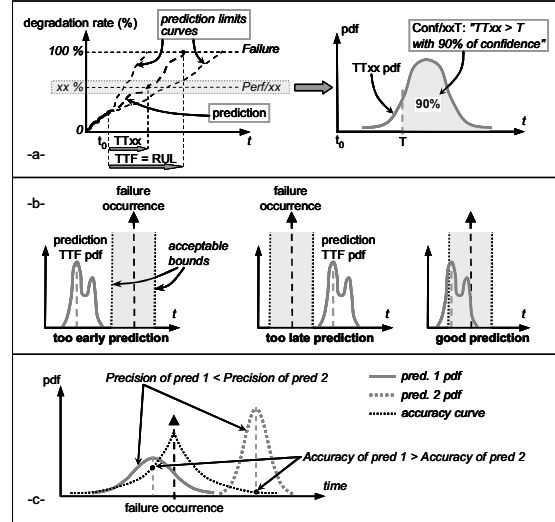 degradation rate (%)
prediction limits
curves
100 %
Failure
xx %
Perf/xx
prediction
0
t0
TTxx
t
TTF = RUL
-a-
pdf
Conf/xxT: "TTxx > T
with 90% of confidence"
TTxx pdf
90%
t0
T
t
-b-
failure
occurrence
prediction
TTF pdf
acceptable
bounds
t
too early prediction
failure
occurrence
prediction
TTF pdf
t
too late prediction
t
good prediction
pdf
Precision of pred 1 < Precision of pred 2
pred. 1 pdf
pred. 2 pdf
accuracy curve
Accuracy of pred 1 > Accuracy of pred 2
-c-
time
failure occurrence